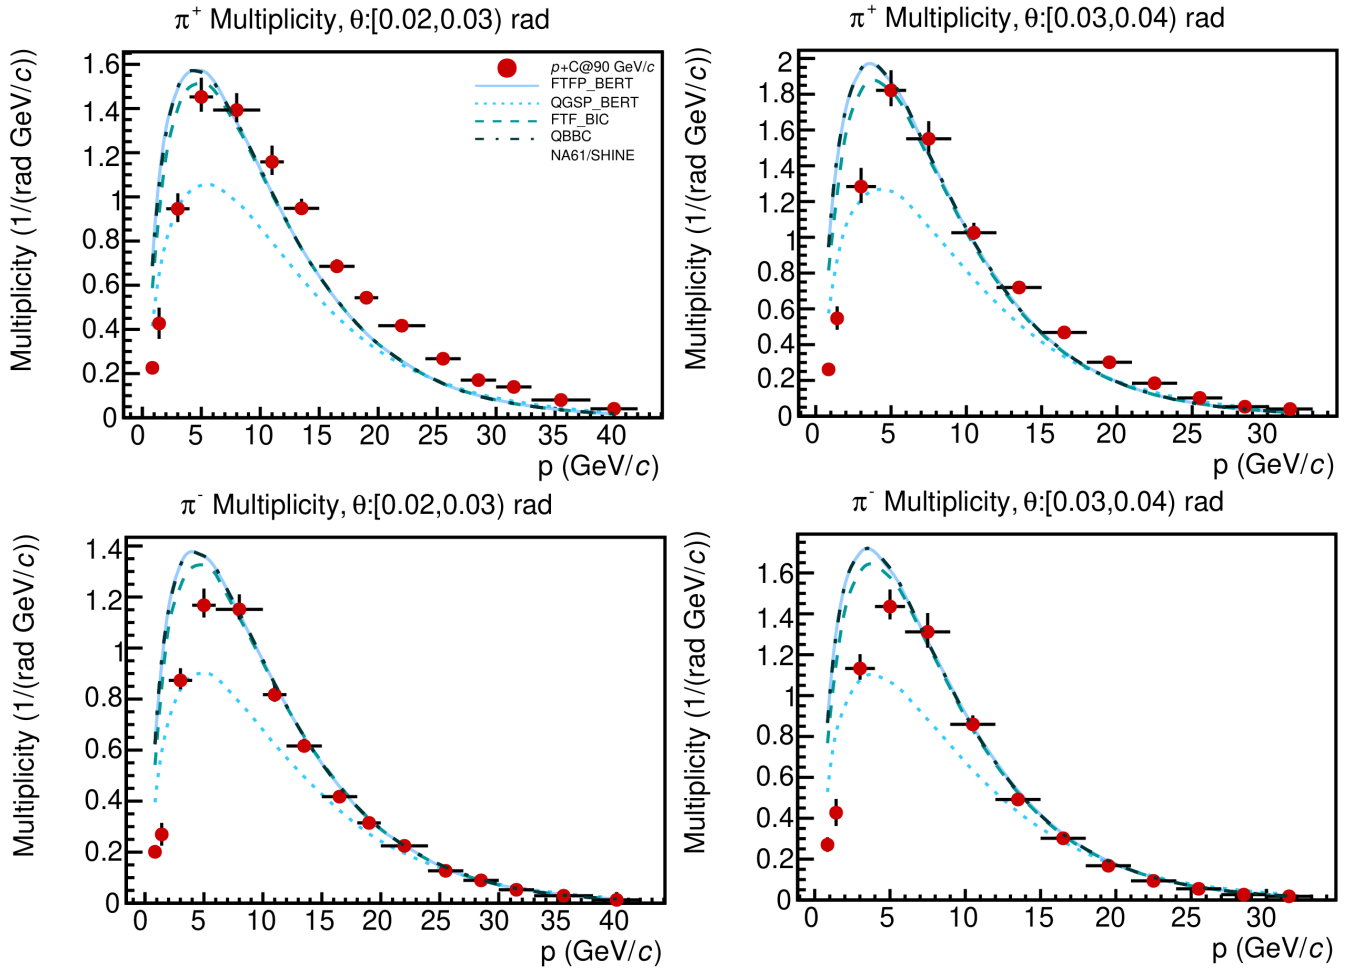 π⁺ Multiplicity, θ:[0.02,0.03) rad
Multiplicity (1/(rad GeV/c))
1.6
1.4
1.2
1
0.8
0.6
0.4
0.2
0
0 5 10 15 20 25 30 35 40
p (GeV/c)
p+C@90 GeV/c
FTFP_BERT
QGSP_BERT
FTF_BIC
QBBC
NA61/SHINE
π⁺ Multiplicity, θ:[0.03,0.04) rad
Multiplicity (1/(rad GeV/c))
2
1.8
1.6
1.4
1.2
1
0.8
0.6
0.4
0.2
0
0 5 10 15 20 25 30
p (GeV/c)
π⁻ Multiplicity, θ:[0.02,0.03) rad
Multiplicity (1/(rad GeV/c))
1.4
1.2
1
0.8
0.6
0.4
0.2
0
0 5 10 15 20 25 30 35 40
p (GeV/c)
π⁻ Multiplicity, θ:[0.03,0.04) rad
Multiplicity (1/(rad GeV/c))
1.6
1.4
1.2
1
0.8
0.6
0.4
0.2
0
0 5 10 15 20 25 30
p (GeV/c)